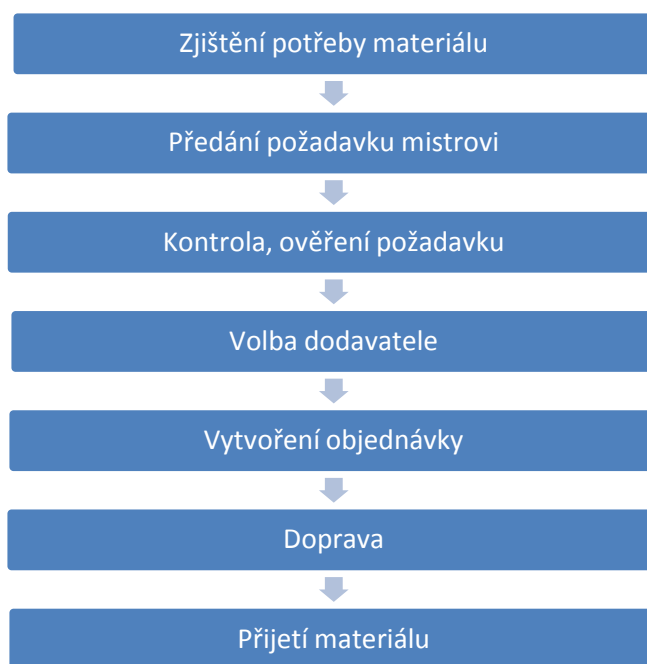 Zjištění potřeby materiálu
Předání požadavku mistrovi
Kontrola, ověření požadavku
Volba dodavatele
Vytvoření objednávky
Doprava
Přijetí materiálu